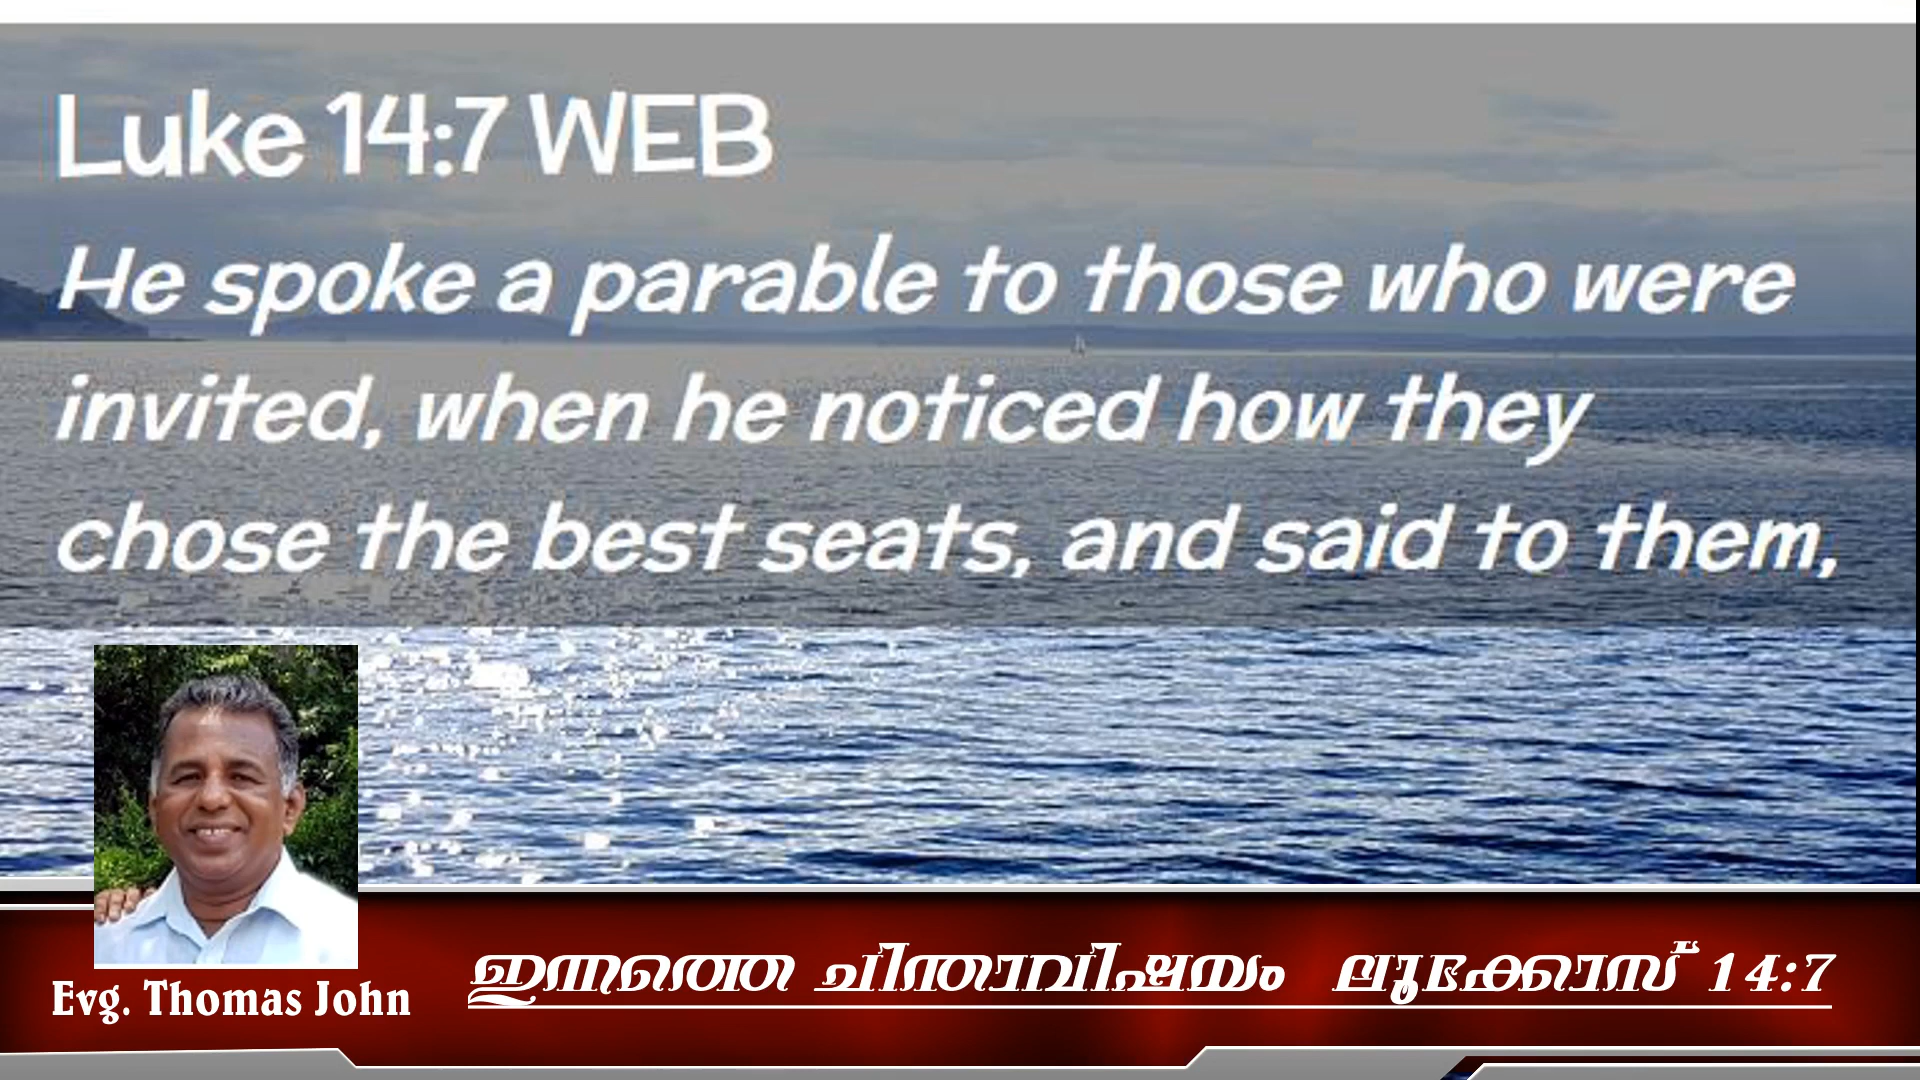 Luke 14:7 WEB
He spoke a parable to those who were
invited, when he noticed how they
chose the best seats, and said to them,
Evg. Thomas John
ഇന്നത്തെ ചിന്താവിഷയം ലൂക്കോസ് 14:7